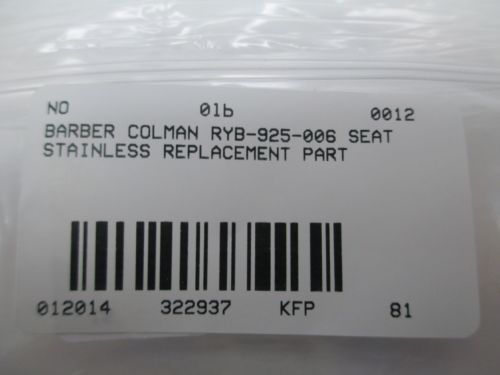 NO 01b 0012
BARBER COLMAN RYB-925-006 SEAT
STAINLESS REPLACEMENT PART
012014 322937 KFP 81